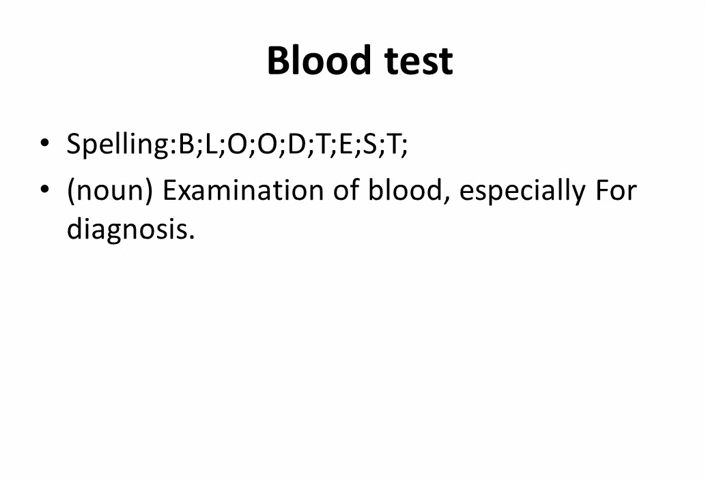 Blood test
• Spelling:B;L;O;O;D;T;E;S;T;
• (noun) Examination of blood, especially For
diagnosis.